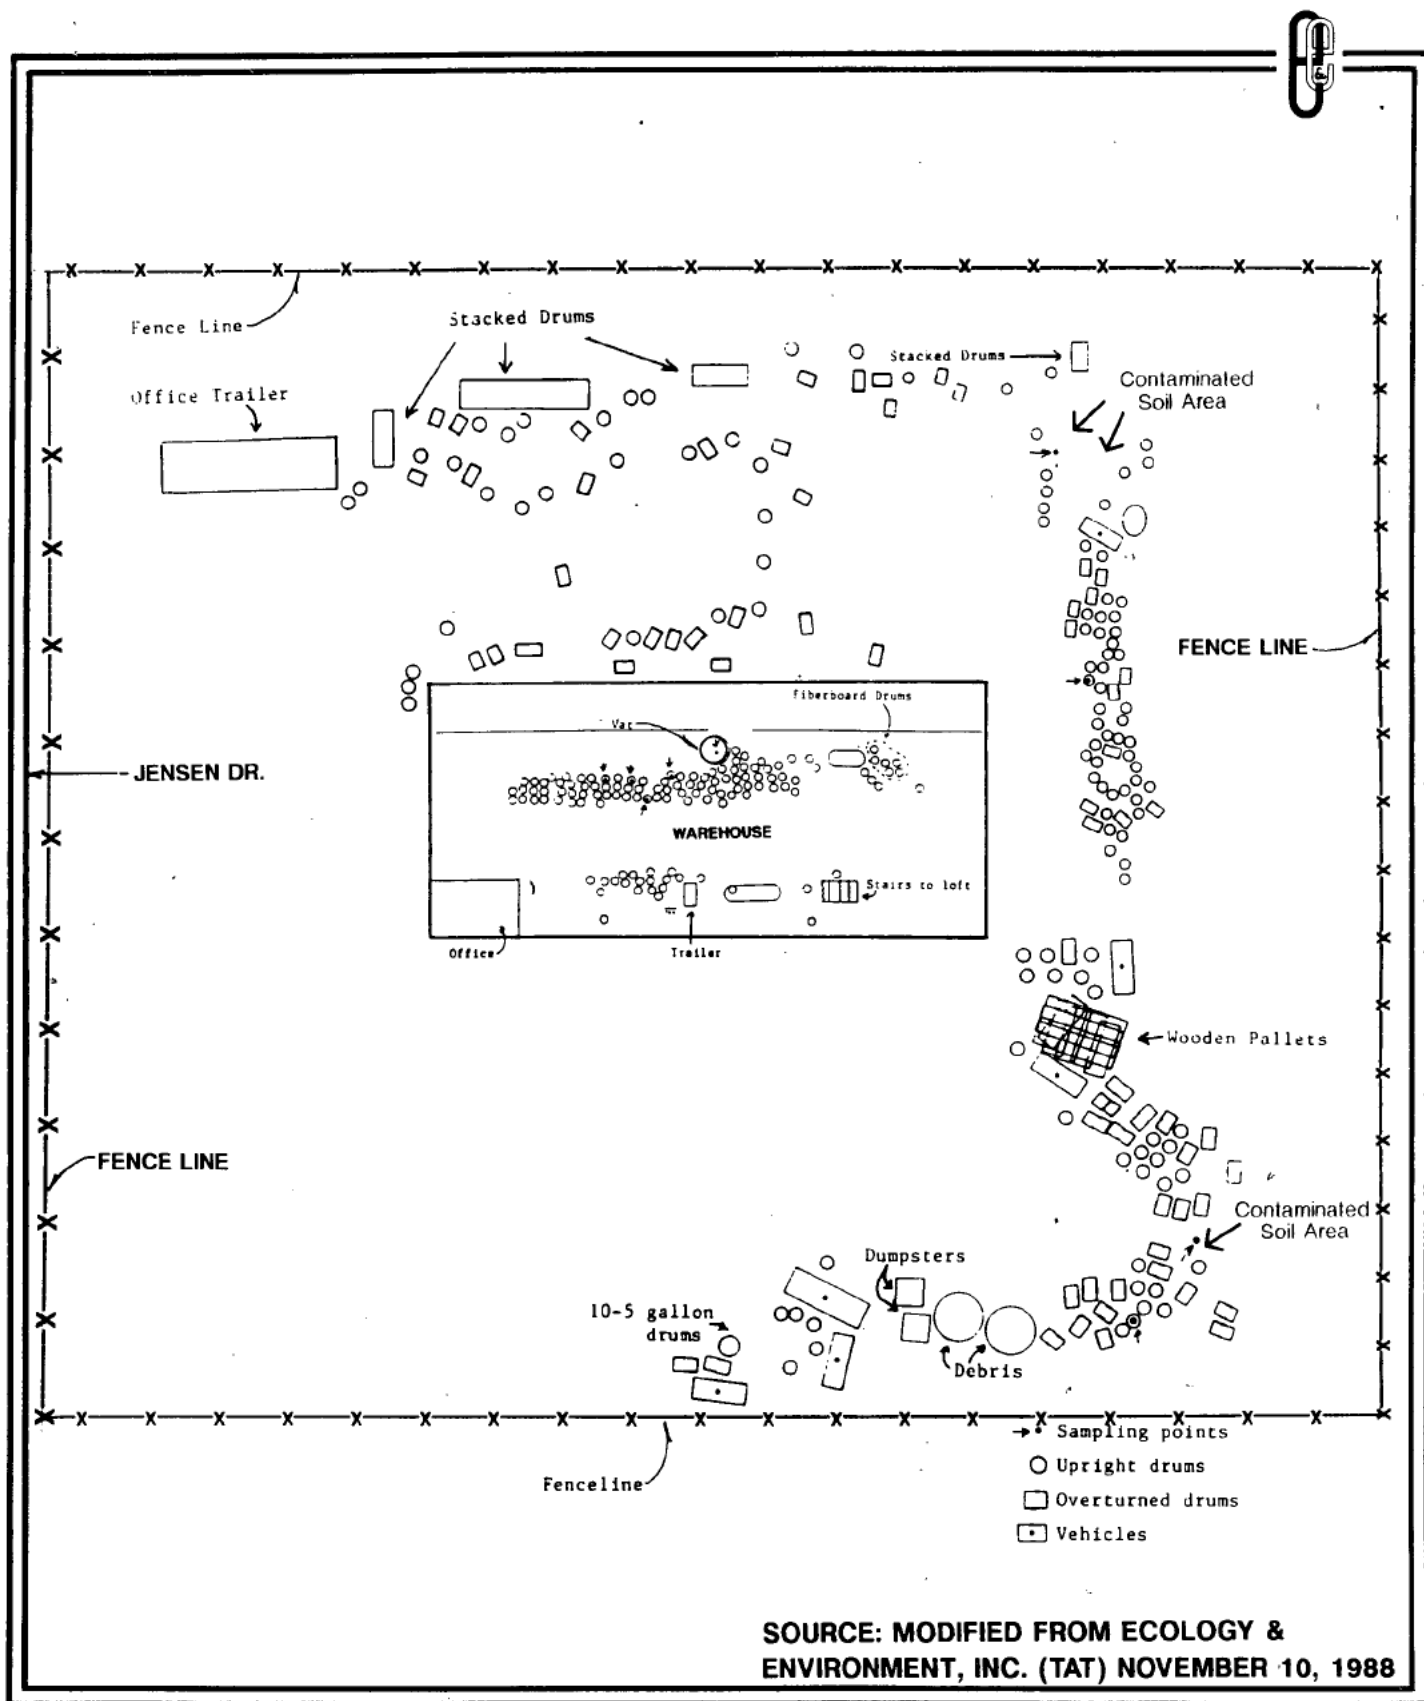 Stacked Drums
Fence Line
Stacked Drums
Contaminated
Soil Area
Office Trailer
FENCE LINE
fiberboard Drums
Vat
JENSEN DR.
WAREHOUSE
Stairs to loft
Office
Trailer
Wooden Pallets
FENCE LINE
Contaminated
Soil Area
Dumpsters
10-5 gallon
drums
Debris
Sampling points
Upright drums
Fenceline
Overturned drums
Vehicles
SOURCE: MODIFIED FROM ECOLOGY &
ENVIRONMENT, INC. (TAT) NOVEMBER 10, 1988